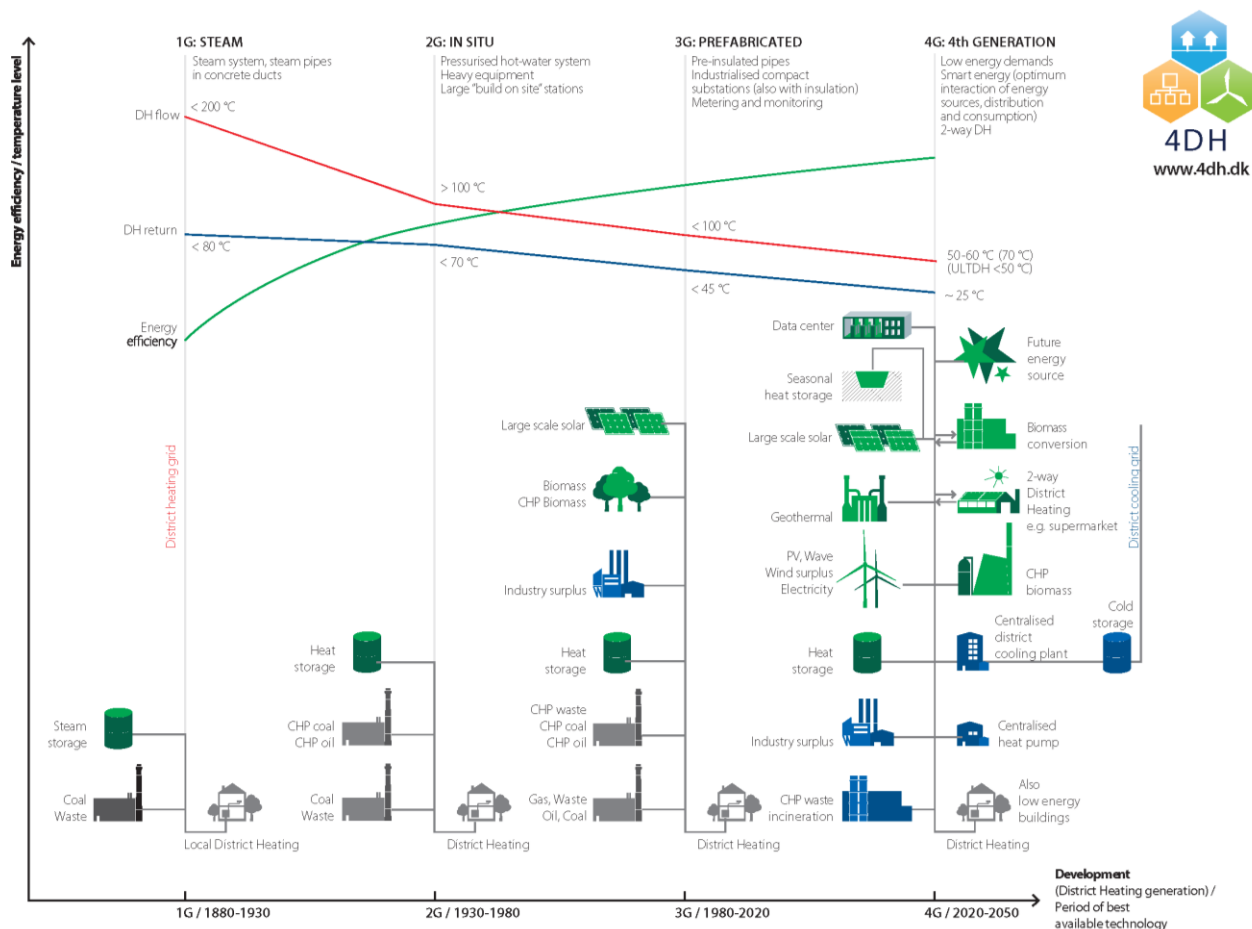 1G: STEAM
Steam system, steam pipes
in concrete ducts
2G: IN SITU
Pressurised hot-water system
Heavy equipment
Large "build on site" stations
3G: PREFABRICATED
Pre-insulated pipes
Industrialised compact
substations (also with insulation)
Metering and monitoring
4G: 4th GENERATION
Low energy demands
Smart energy (optimum
interaction of energy
sources, distribution
and consumption)
2-way DH
4DH
www.4dh.dk
Energy efficiency / temperature level
DH flow
< 200 °C
> 100 °C
< 100 °C
50-60 °C (70 °C)
(ULTDH <50 °C)
DH return
< 80 °C
< 70 °C
< 45 °C
~ 25 °C
Energy
efficiency
District heating grid
Data center
Future
energy
source
Seasonal
heat storage
Large scale solar
Large scale solar
Biomass
conversion
Biomass
CHP Biomass
Geothermal
2-way
District
Heating
e.g. supermarket
District cooling grid
Industry surplus
PV, Wave
Wind surplus
Electricity
CHP
biomass
Cold
storage
Heat
storage
Heat
storage
Heat
storage
Centralised
district
cooling plant
Steam
storage
CHP coal
CHP oil
CHP waste
CHP coal
CHP oil
Industry surplus
Centralised
heat pump
Coal
Waste
Coal
Waste
Gas, Waste
Oil, Coal
CHP waste
incineration
Also
low energy
buildings
Local District Heating
District Heating
District Heating
District Heating
1G / 1880-1930
2G / 1930-1980
3G / 1980-2020
4G / 2020-2050
Development
(District Heating generation) /
Period of best
available technology